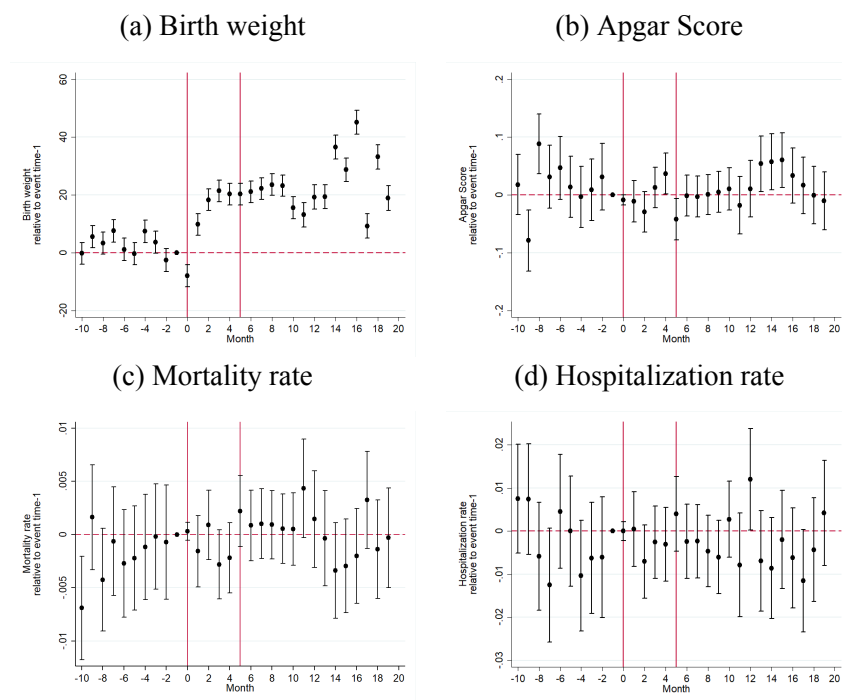 (a) Birth weight
(b) Apgar Score
Birth weight
relative to event time-1
60
40
20
0
-20
-10 -8 -6 -4 -2 0 2 4 6 8 10 12 14 16 18 20
Month
Apgar Score
relative to event time-1
.2
.1
0
-.1
-.2
-10 -8 -6 -4 -2 0 2 4 6 8 10 12 14 16 18 20
Month
(c) Mortality rate
(d) Hospitalization rate
Mortality rate
relative to event time-1
.01
.005
0
-.005
-.01
-10 -8 -6 -4 -2 0 2 4 6 8 10 12 14 16 18 20
Month
Hospitalization rate
relative to event time-1
.02
.01
0
-.01
-.02
-.03
-10 -8 -6 -4 -2 0 2 4 6 8 10 12 14 16 18 20
Month